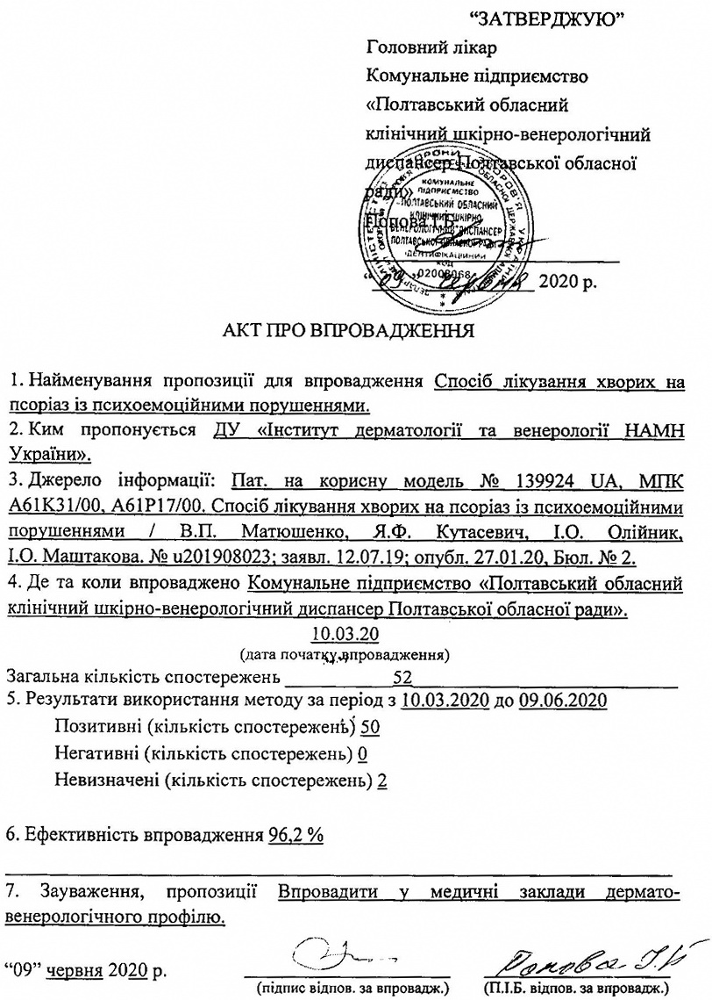 “ЗАТВЕРДЖУЮ”
Головний лікар
Комунальне підприємство
«Полтавський обласний
клінічний шкірно-венерологічний
диспансер Полтавської обласної
ради»
Попова І.Б.
КОМУНАЛЬНЕ
ПІДПРИЄМСТВО
ПОЛТАВСЬКИЙ ОБЛАСНИЙ
КЛІНІЧНИЙ ШКІРНО
ВЕНЕРОЛОГІЧНИЙ ДИСПАНСЕР
ПОЛТАВСЬКОЇ ОБЛАСНОЇ РАДИ
ІДЕНТИФІКАЦІЙНИЙ
КОД
02008068
“09” червня 2020 р.
АКТ ПРО ВПРОВАДЖЕННЯ
1. Найменування пропозиції для впровадження Спосіб лікування хворих на
псоріаз із психоемоційними порушеннями.
2. Ким пропонується ДУ «Інститут дерматології та венерології НАМН
України».
3. Джерело інформації: Пат. на корисну модель № 139924 UA, МПК
A61K31/00, A61P17/00. Спосіб лікування хворих на псоріаз із психоемоційними
порушеннями / В.П. Матюшенко, Я.Ф. Кутасевич, І.О. Олійник,
І.О. Маштакова. № u201908023; заявл. 12.07.19; опубл. 27.01.20, Бюл. № 2.
4. Де та коли впроваджено Комунальне підприємство «Полтавський обласний
клінічний шкірно-венерологічний диспансер Полтавської обласної ради».
10.03.20
(дата початку впровадження)
Загальна кількість спостережень 52
5. Результати використання методу за період з 10.03.2020 до 09.06.2020
Позитивні (кількість спостережень) 50
Негативні (кількість спостережень) 0
Невизначені (кількість спостережень) 2
6. Ефективність впровадження 96,2 %
7. Зауваження, пропозиції Впровадити у медичні заклади дермато-
венерологічного профілю.
“09” червня 2020 р.
Попова І.Б
(підпис відпов. за впровадж.) (П.І.Б. відпов. за впровадж.)